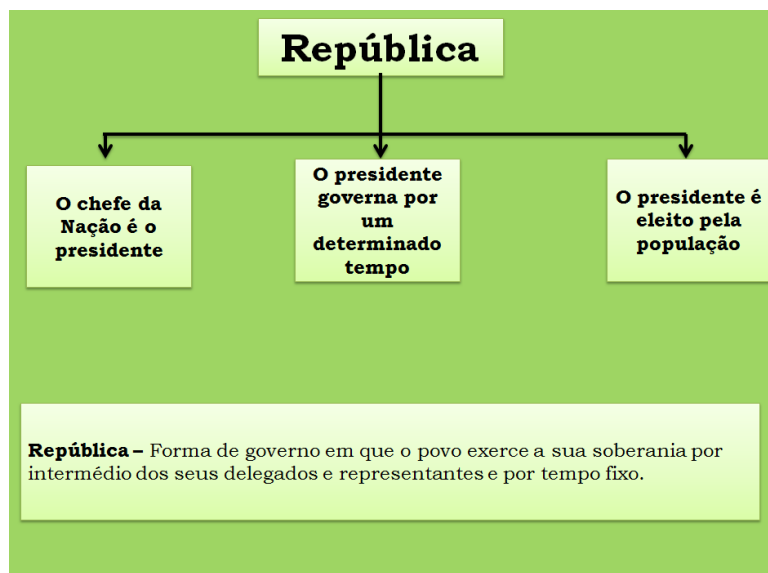 República
O chefe da
Nação é o
presidente
O presidente
governa por
um
determinado
tempo
O presidente é
eleito pela
população
República – Forma de governo em que o povo exerce a sua soberania por
intermédio dos seus delegados e representantes e por tempo fixo.